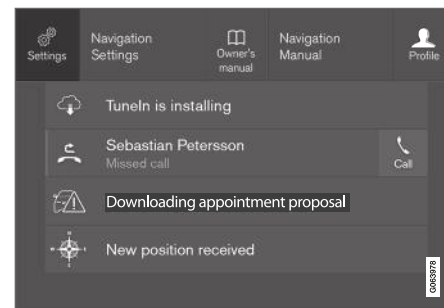 Settings
Navigation
Settings
Owner's
manual
Navigation
Manual
Profile
TuneIn is installing
Sebastian Petersson
Missed call
Call
Downloading appointment proposal
New position received
G063978